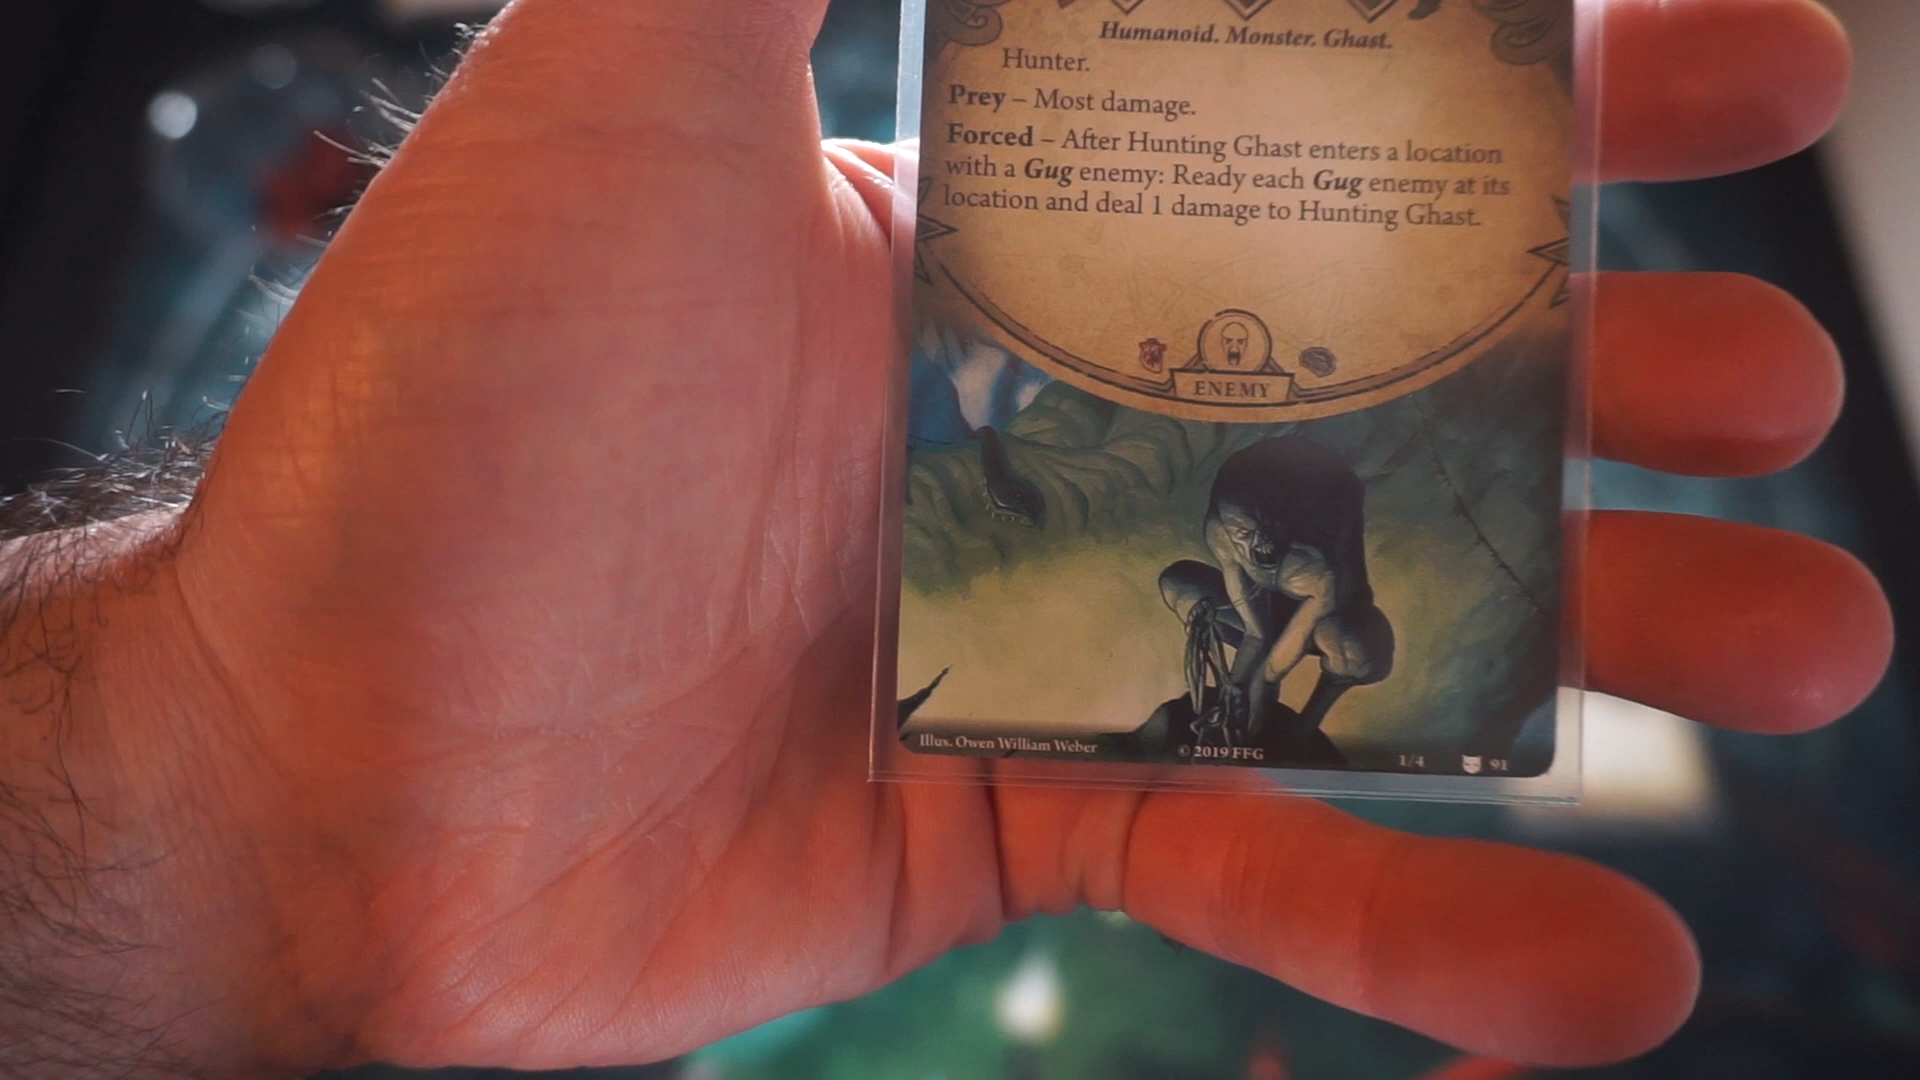 Humanoid. Monster. Ghast.
Hunter.
Prey – Most damage.
Forced – After Hunting Ghast enters a location
with a Gug enemy: Ready each Gug enemy at its
location and deal 1 damage to Hunting Ghast.
ENEMY
Illus. Owen William Weber
© 2019 FFG
1/4
91